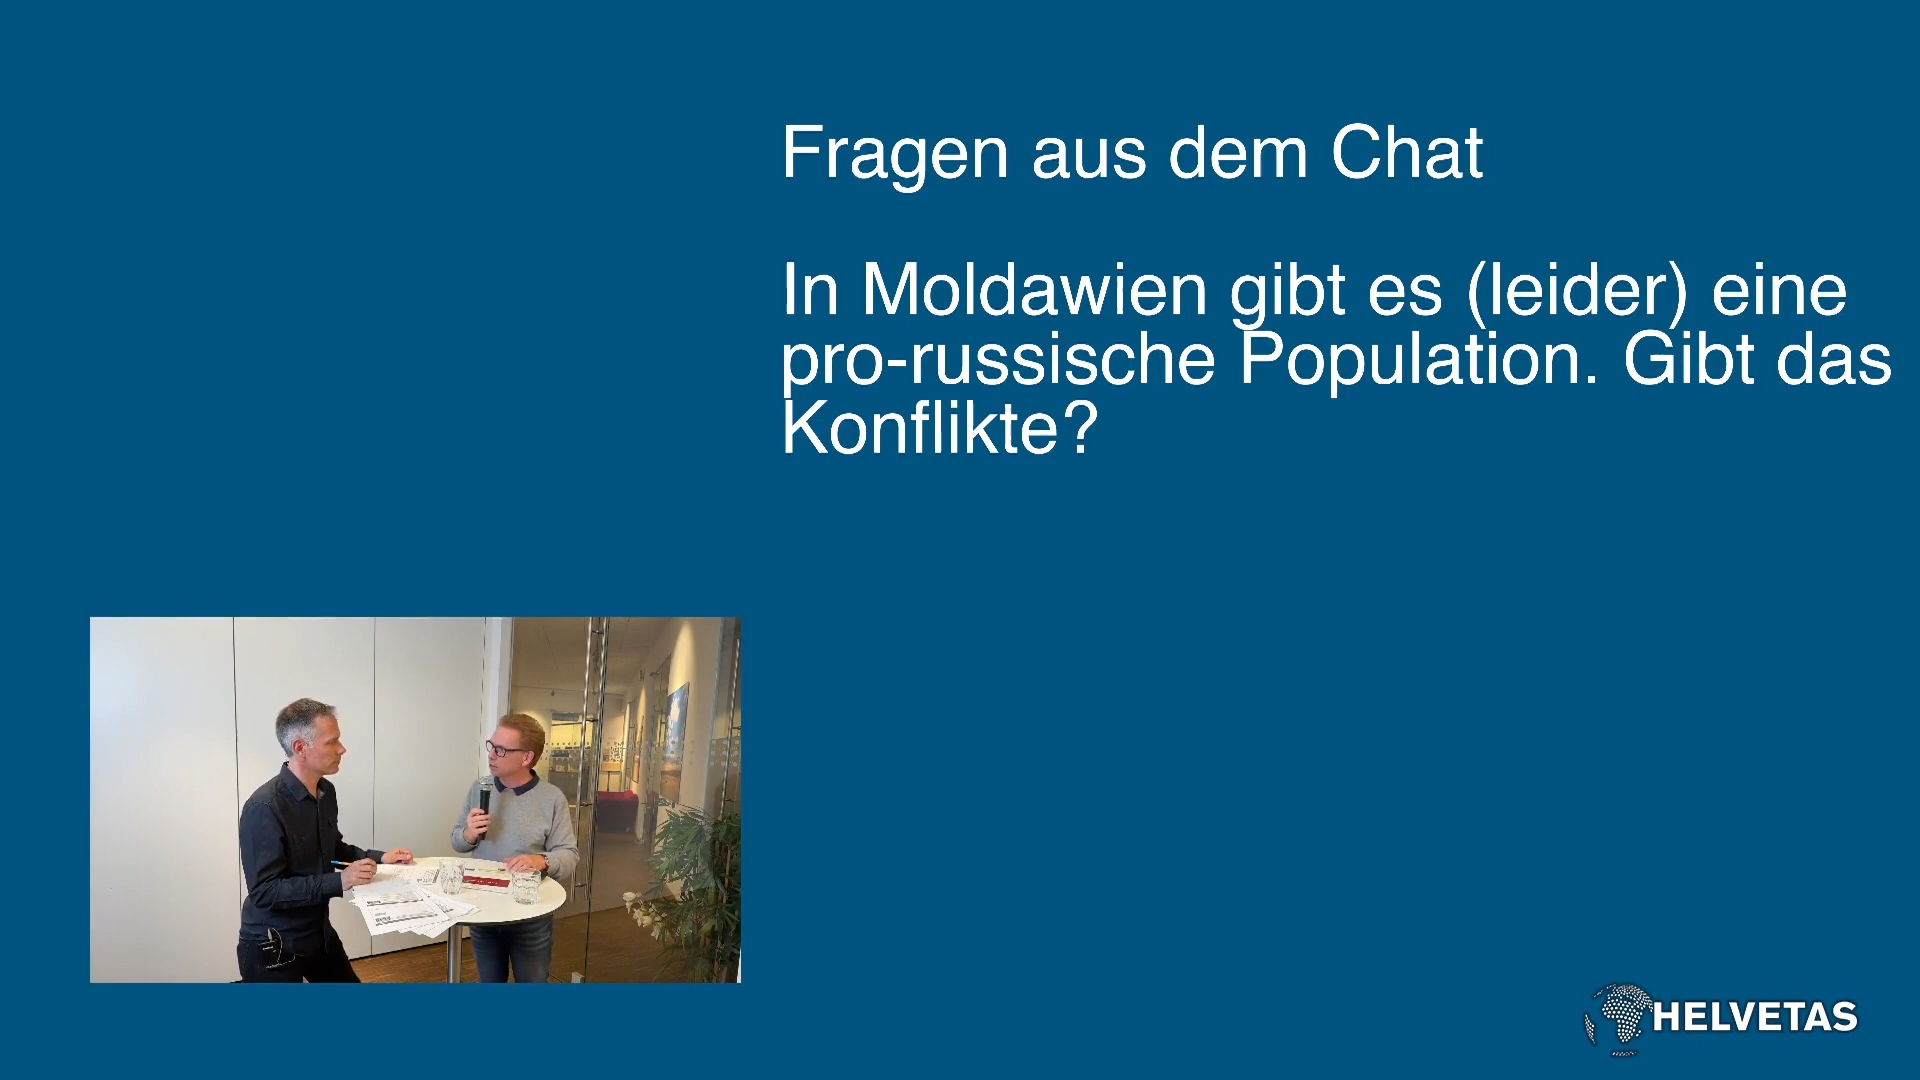 Fragen aus dem Chat
In Moldawien gibt es (leider) eine
pro-russische Population. Gibt das
Konflikte?
HELVETAS